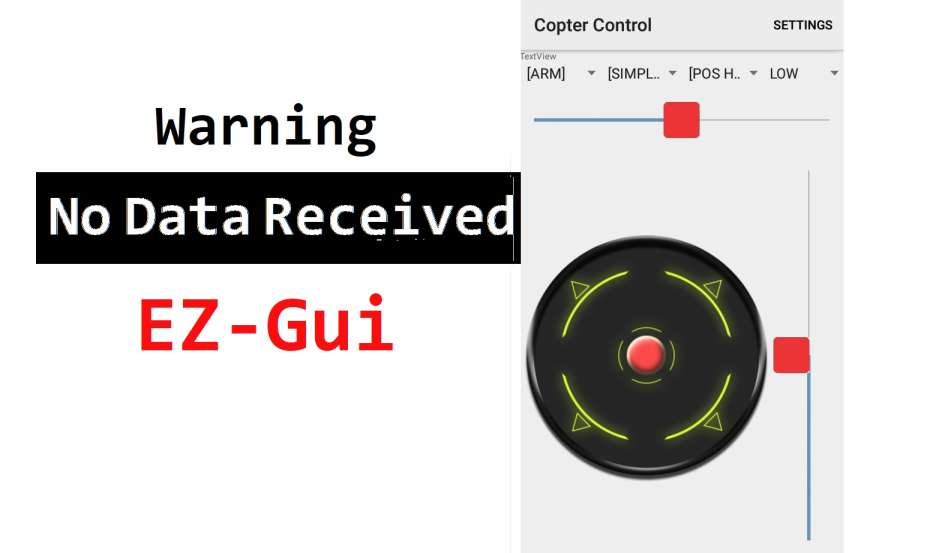 Warning
No Data Received
EZ-Gui
Copter Control
SETTINGS
TextView
[ARM] [SIMPL.. [POS H.. LOW